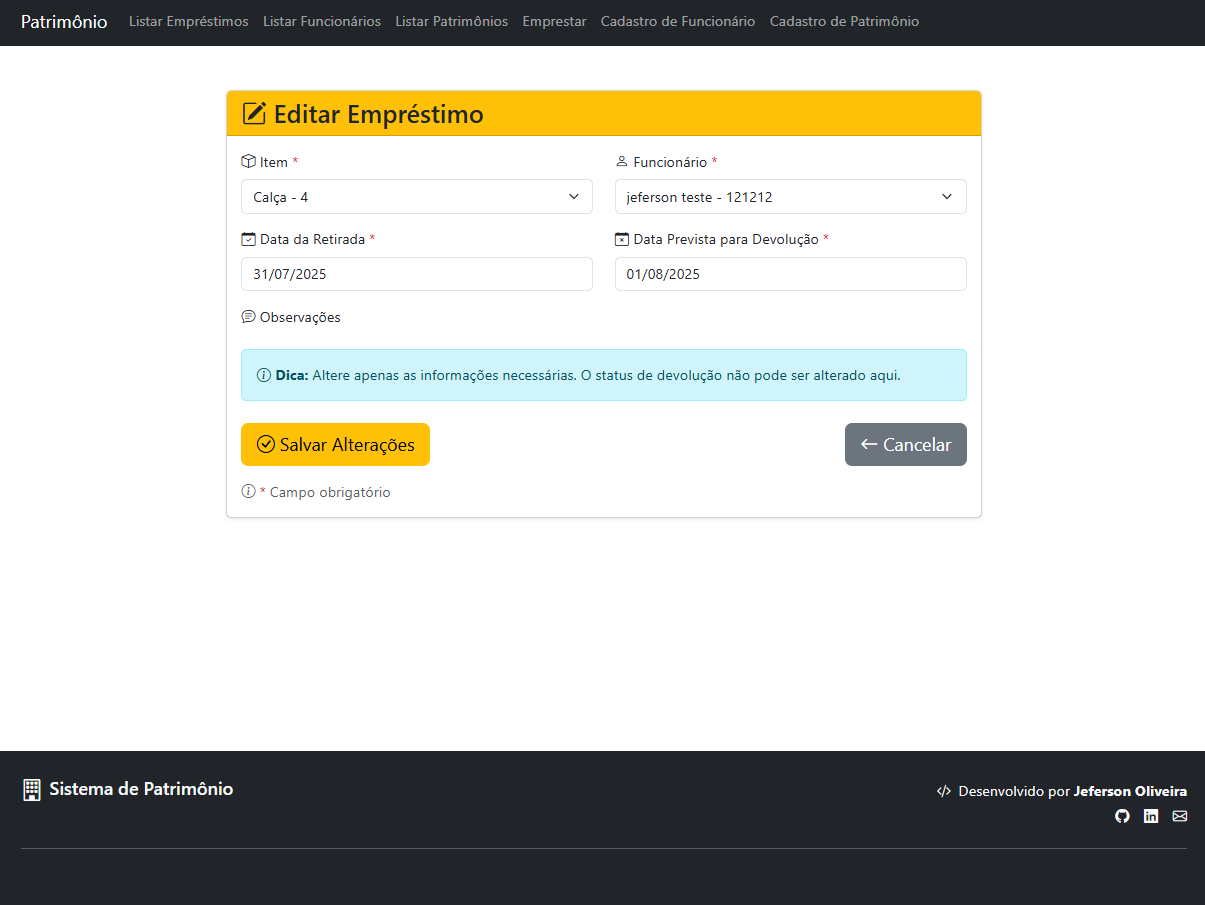 Patrimônio Listar Empréstimos Listar Funcionários Listar Patrimônios Emprestar Cadastro de Funcionário Cadastro de Patrimônio
Editar Empréstimo
Item * Funcionário *
Calça - 4 jeferson teste - 121212
Data da Retirada * Data Prevista para Devolução *
31/07/2025 01/08/2025
Observações
Dica: Altere apenas as informações necessárias. O status de devolução não pode ser alterado aqui.
Salvar Alterações Cancelar
* Campo obrigatório
Sistema de Patrimônio Desenvolvido por Jeferson Oliveira